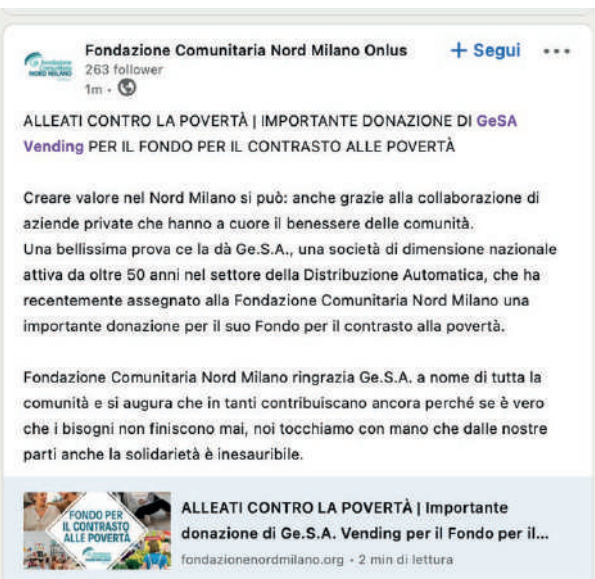 Fondazione Comunitaria Nord Milano Onlus
+ Segui
263 follower
1m •
ALLEATI CONTRO LA POVERTÀ | IMPORTANTE DONAZIONE DI GeSA
Vending PER IL FONDO PER IL CONTRASTO ALLE POVERTÀ
Creare valore nel Nord Milano si può: anche grazie alla collaborazione di
aziende private che hanno a cuore il benessere delle comunità.
Una bellissima prova ce la dà Ge.S.A., una società di dimensione nazionale
attiva da oltre 50 anni nel settore della Distribuzione Automatica, che ha
recentemente assegnato alla Fondazione Comunitaria Nord Milano una
importante donazione per il suo Fondo per il contrasto alla povertà.
Fondazione Comunitaria Nord Milano ringrazia Ge.S.A. a nome di tutta la
comunità e si augura che in tanti contribuiscano ancora perché se è vero
che i bisogni non finiscono mai, noi tocchiamo con mano che dalle nostre
parti anche la solidarietà è inesauribile.
FONDO PER
IL CONTRASTO
ALLE POVERTÀ
ALLEATI CONTRO LA POVERTÀ | Importante
donazione di Ge.S.A. Vending per il Fondo per il...
fondazionenordmilano.org • 2 min di lettura